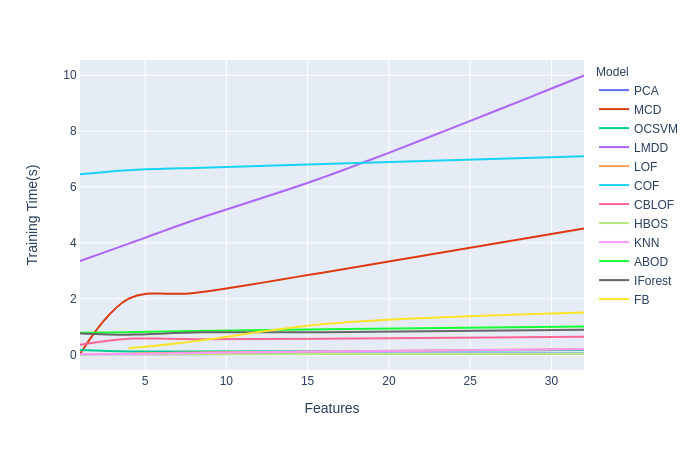 Model
PCA
MCD
OCSVM
LMDD
LOF
COF
CBLOF
HBOS
KNN
ABOD
IForest
FB
Training Time(s)
10
8
6
4
2
0
5 10 15 20 25 30
Features